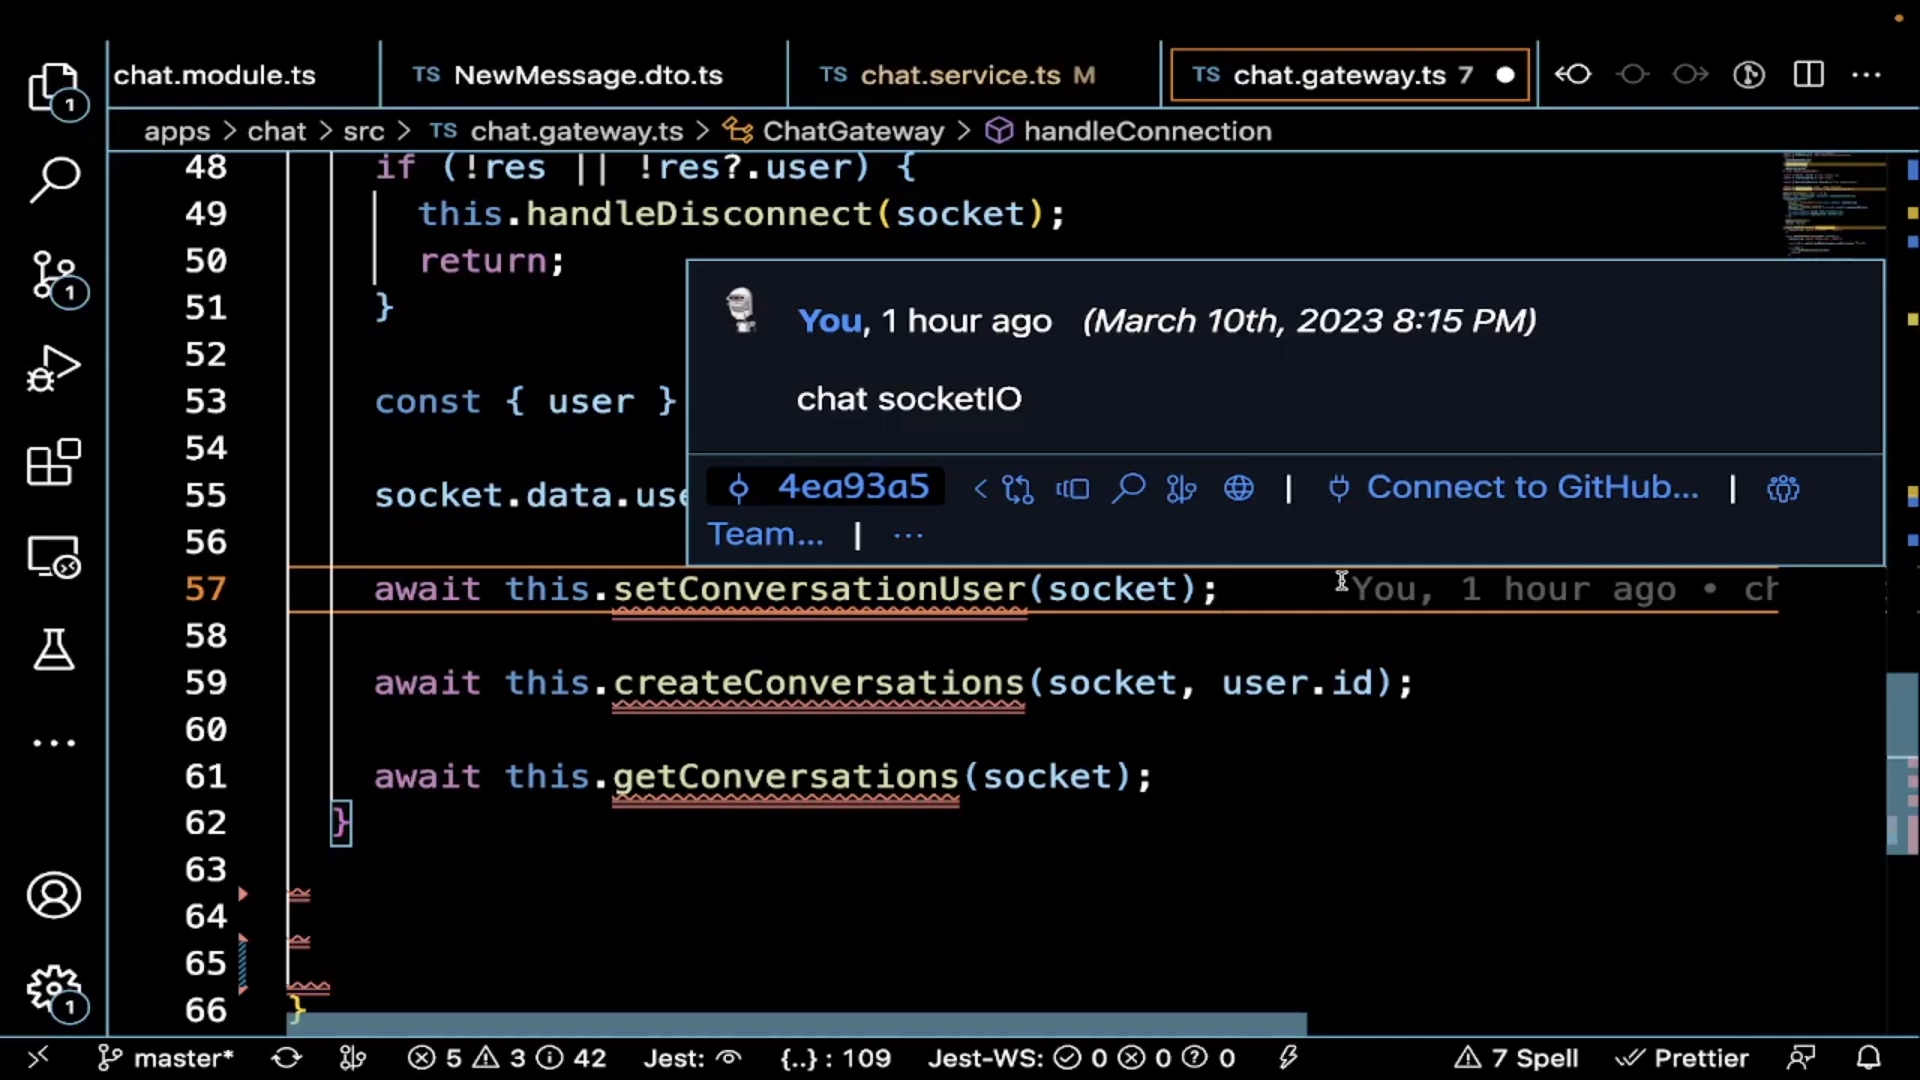 chat.module.ts TS NewMessage.dto.ts TS chat.service.ts M TS chat.gateway.ts 7
apps > chat > src > TS chat.gateway.ts > ChatGateway > handleConnection
48 if (!res || !res?.user) {
49 this.handleDisconnect(socket);
50 return;
51 }
52
53 const { user }
54
55 socket.data.use
56
57 await this.setConversationUser(socket); You, 1 hour ago • ch
58
59 await this.createConversations(socket, user.id);
60
61 await this.getConversations(socket);
62 }
63
64
65
66 }
You, 1 hour ago (March 10th, 2023 8:15 PM)
chat socketIO
4ea93a5 | Connect to GitHub... |
Team... | ...
1
1
1
master* 5 3 42 Jest: {..} : 109 Jest-WS: 0 0 0 7 Spell Prettier